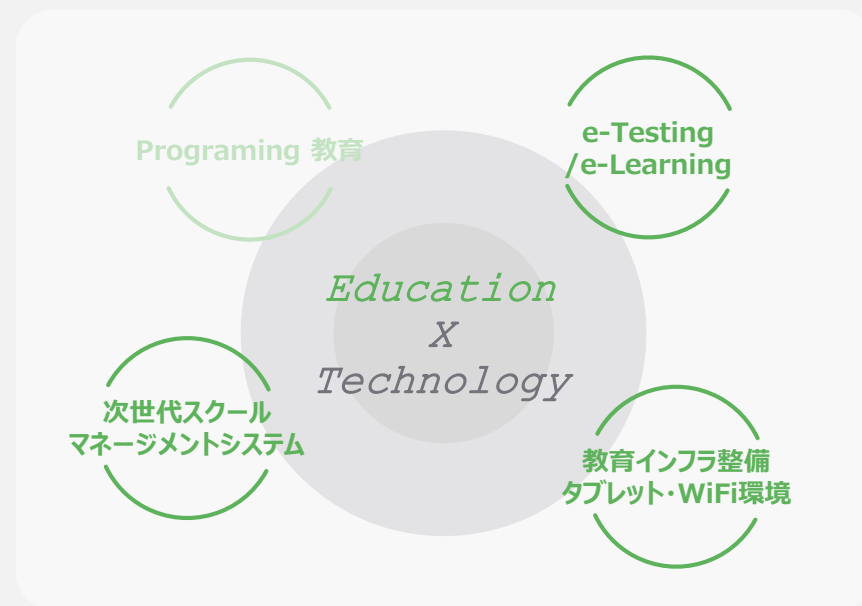 Programing 教育
e-Testing
/e-Learning
Education
X
Technology
次世代スクール
マネージメントシステム
教育インフラ整備
タブレット・WiFi環境